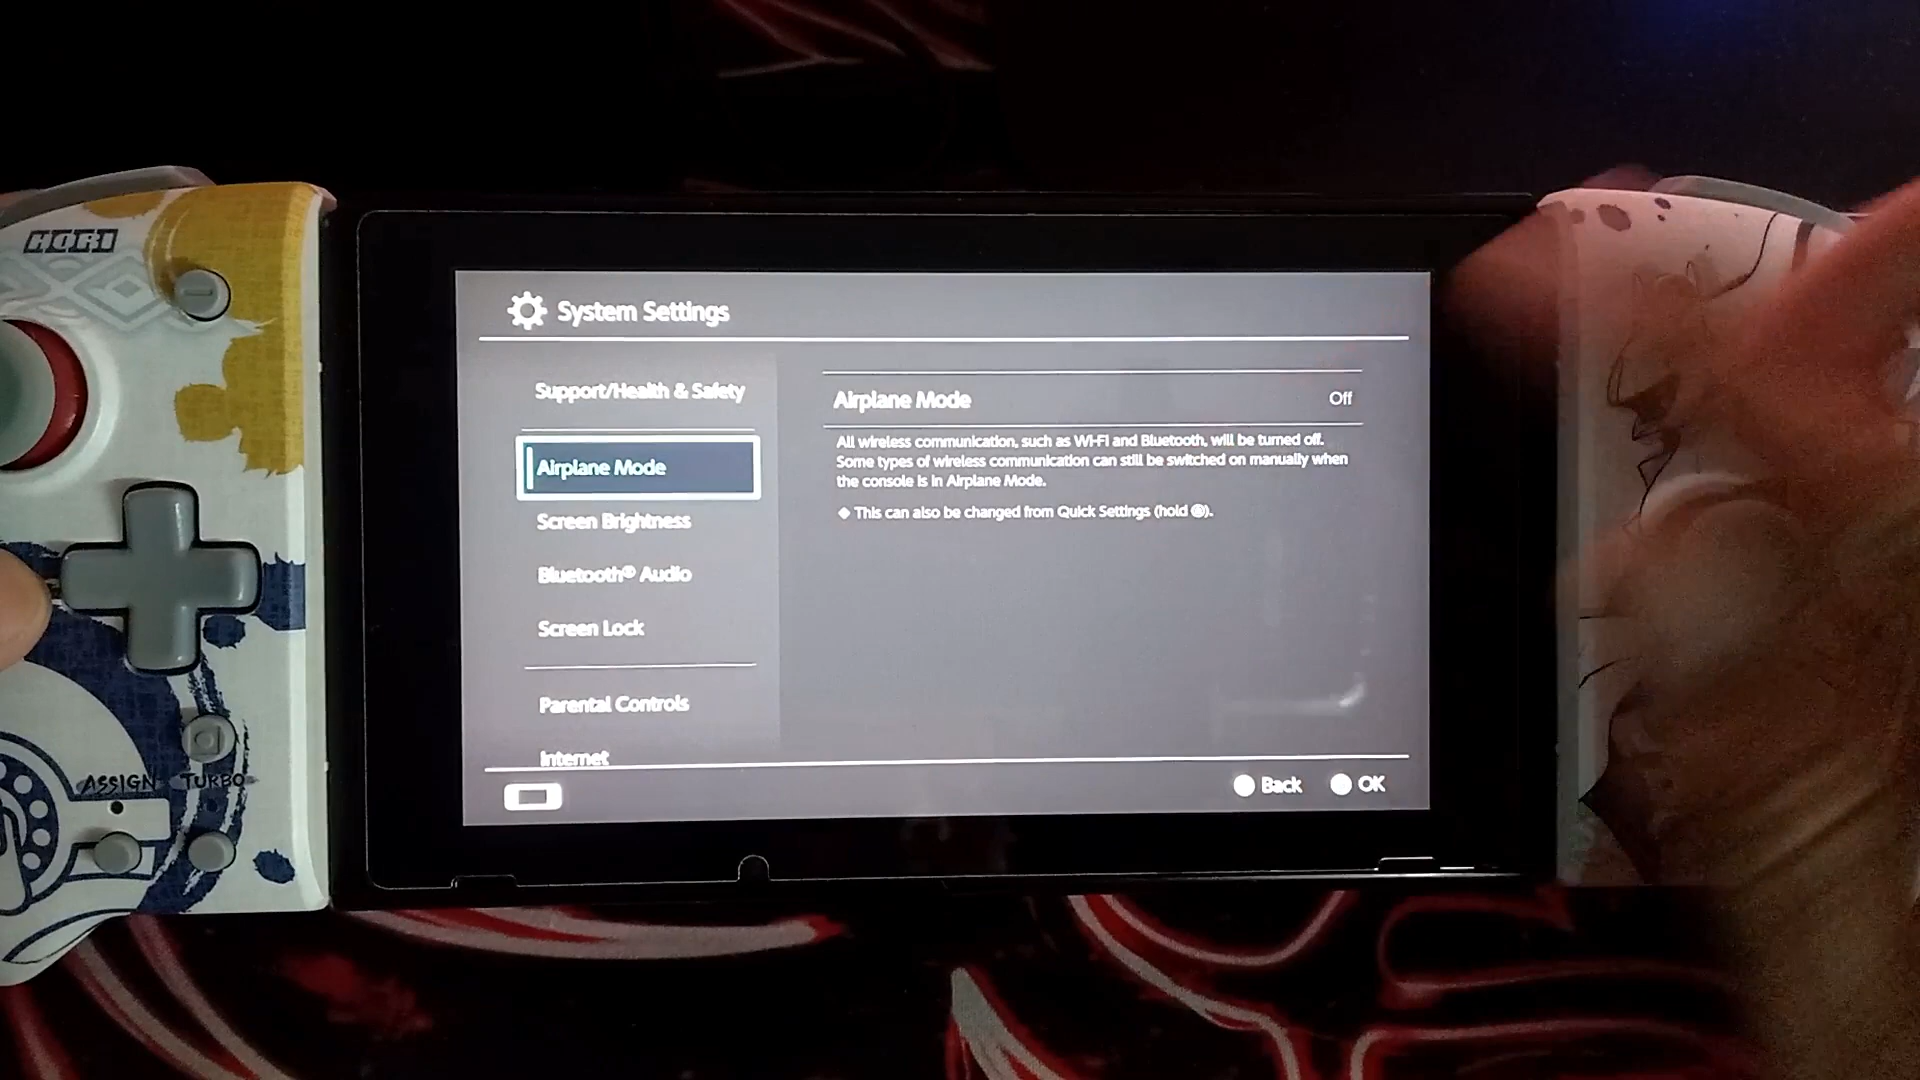 HORI
System Settings
Support/Health & Safety
Airplane Mode
Screen Brightness
Bluetooth® Audio
Screen Lock
Parental Controls
Internet
Airplane Mode Off
All wireless communication, such as Wi-Fi and Bluetooth, will be turned off.
Some types of wireless communication can still be switched on manually when
the console is in Airplane Mode.
◆ This can also be changed from Quick Settings (hold ).
Back OK
ASSIGN TURBO